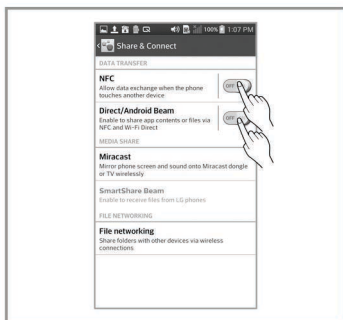 100% 1:07 PM
Share & Connect
DATA TRANSFER
NFC
Allow data exchange when the phone
touches another device
OFF
Direct/Android Beam
Enable to share app contents or files via
NFC and Wi-Fi Direct
OFF
MEDIA SHARE
Miracast
Mirror phone screen and sound onto Miracast dongle
or TV wirelessly
SmartShare Beam
Enable to receive files from LG phones
FILE NETWORKING
File networking
Share folders with other devices via wireless
connections